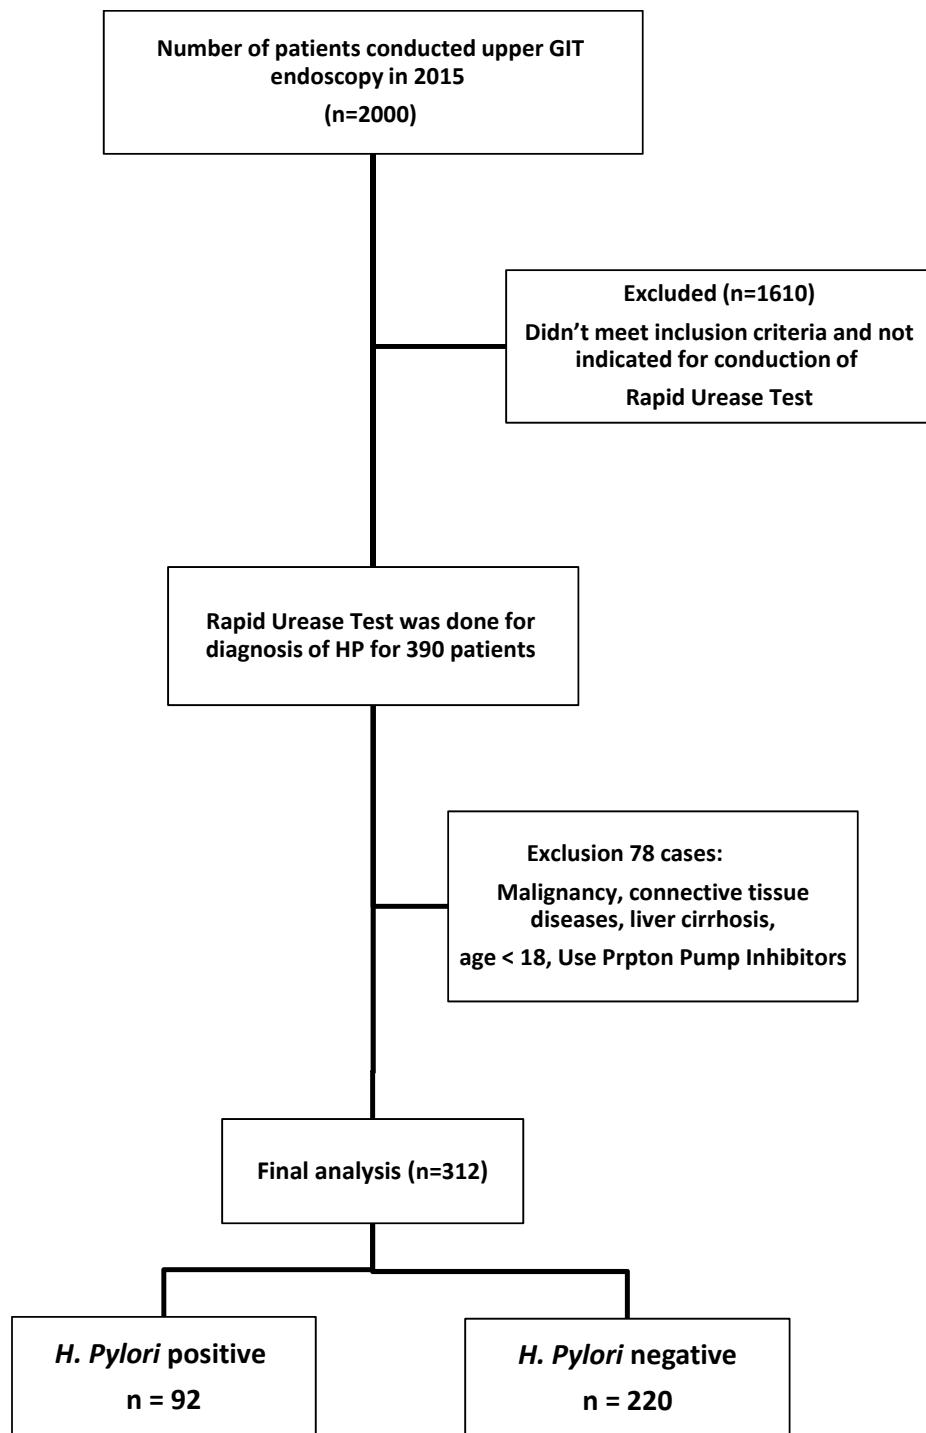 Number of patients conducted upper GIT
endoscopy in 2015
(n=2000)
Excluded (n=1610)
Didn’t meet inclusion criteria and not
indicated for conduction of
Rapid Urease Test
Rapid Urease Test was done for
diagnosis of HP for 390 patients
Exclusion 78 cases:
Malignancy, connective tissue
diseases, liver cirrhosis,
age < 18, Use Prpton Pump Inhibitors
Final analysis (n=312)
H. Pylori positive
n = 92
H. Pylori negative
n = 220